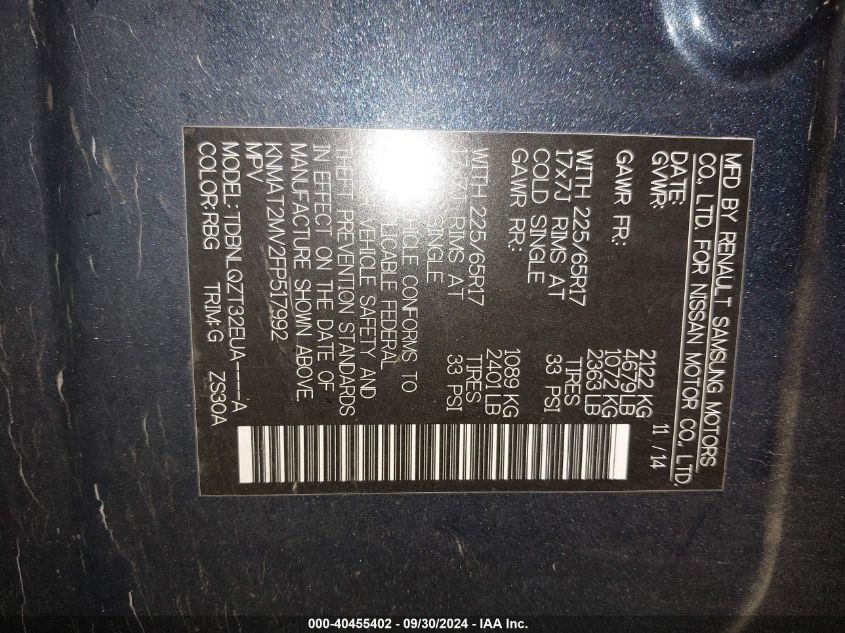 MFD BY RENAULT SAMSUNG MOTORS
CO., LTD. FOR NISSAN MOTOR CO., LTD.
DATE: 11 / 14
GVWR: 2122 KG
4679 LB
GAWR FR: 1072 KG
2363 LB
WITH 225/65R17 TIRES
17x7J RIMS AT 33 PSI
COLD SINGLE
GAWR RR: 1089 KG
2401 LB
WITH 225/65R17 TIRES
17x7J RIMS AT 33 PSI
SINGLE
VEHICLE CONFORMS TO
FEDERAL
VEHICLE SAFETY AND
THEFT PREVENTION STANDARDS
IN EFFECT ON THE DATE OF
MANUFACTURE SHOWN ABOVE.
KNMAT2MV2FP517992
MPV
MODEL: TDBNLQZT32EUA----A
COLOR: RBG TRIM: G ZS30A
000-40455402 - 09/30/2024 - IAA Inc.